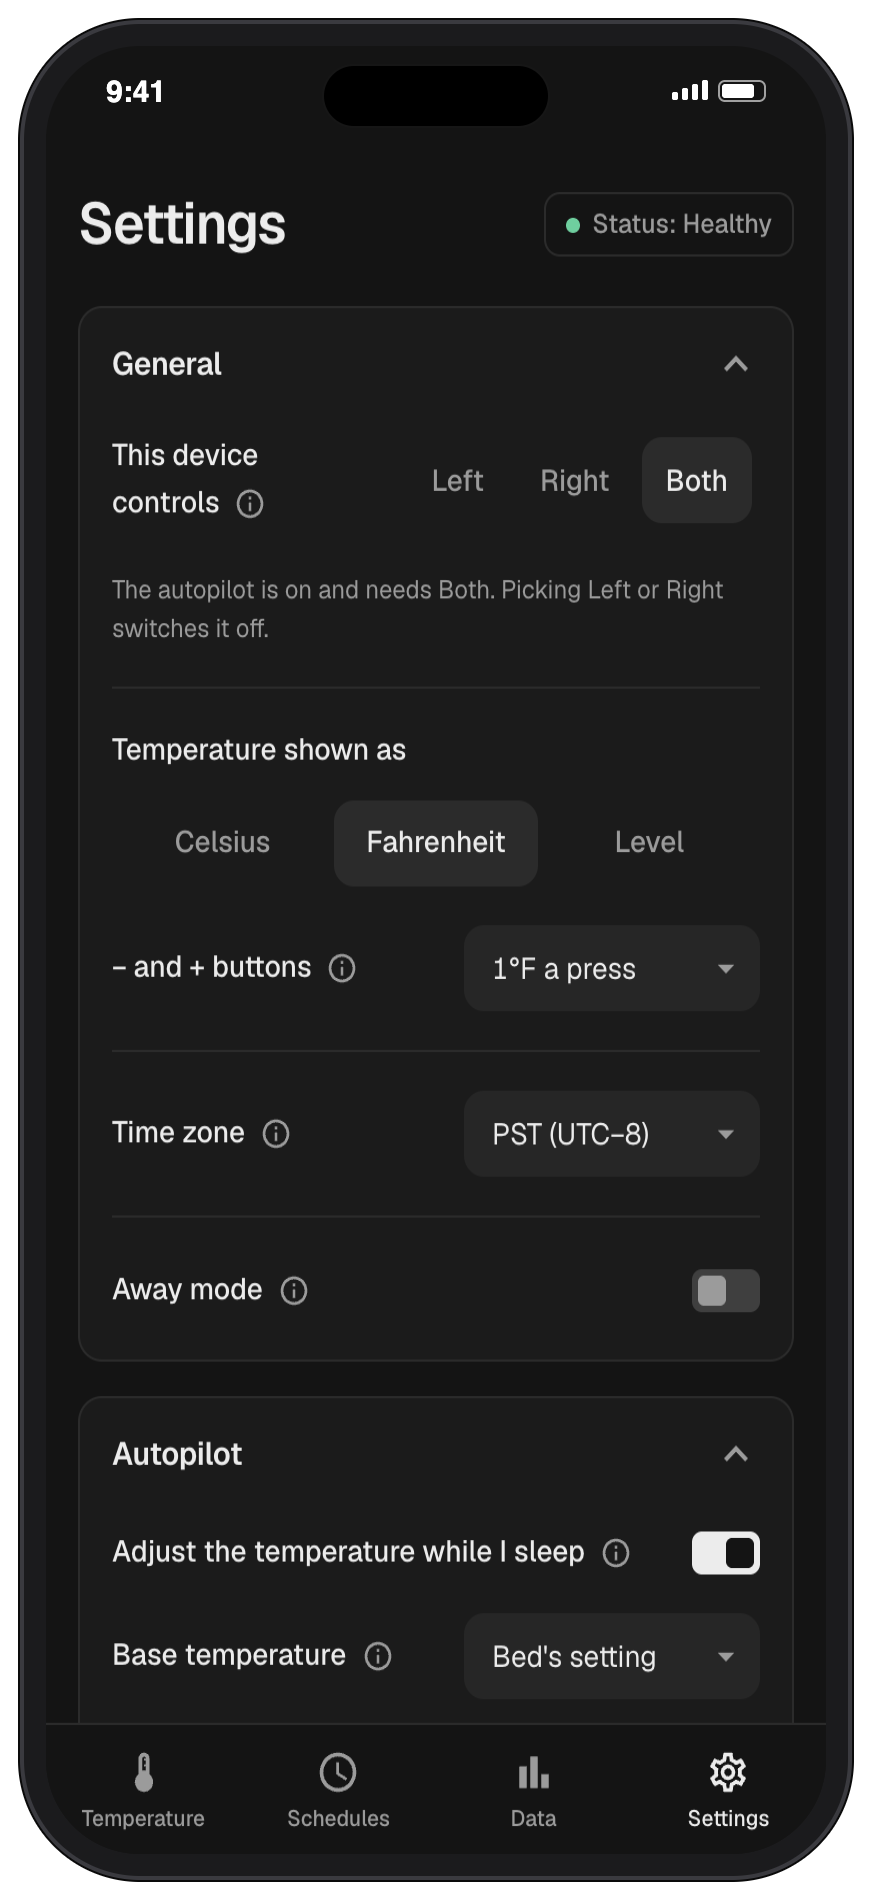 9:41
Settings
Status: Healthy
General
This device
controls
Left
Right
Both
The autopilot is on and needs Both. Picking Left or Right
switches it off.
Temperature shown as
Celsius
Fahrenheit
Level
− and + buttons
1°F a press
Time zone
PST (UTC−8)
Away mode
Autopilot
Adjust the temperature while I sleep
Base temperature
Bed's setting
Temperature
Schedules
Data
Settings